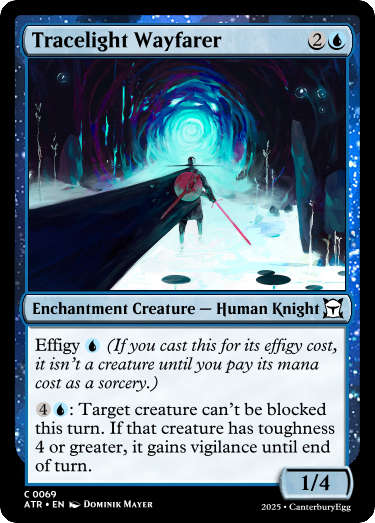 Tracelight Wayfarer 2
Enchantment Creature — Human Knight
Effigy (If you cast this for its effigy cost,
it isn't a creature until you pay its mana
cost as a sorcery.)
4 : Target creature can't be blocked
this turn. If that creature has toughness
4 or greater, it gains vigilance until end
of turn.
1/4
C 0069
ATR • EN Dominik Mayer
2025 • CanterburyEgg